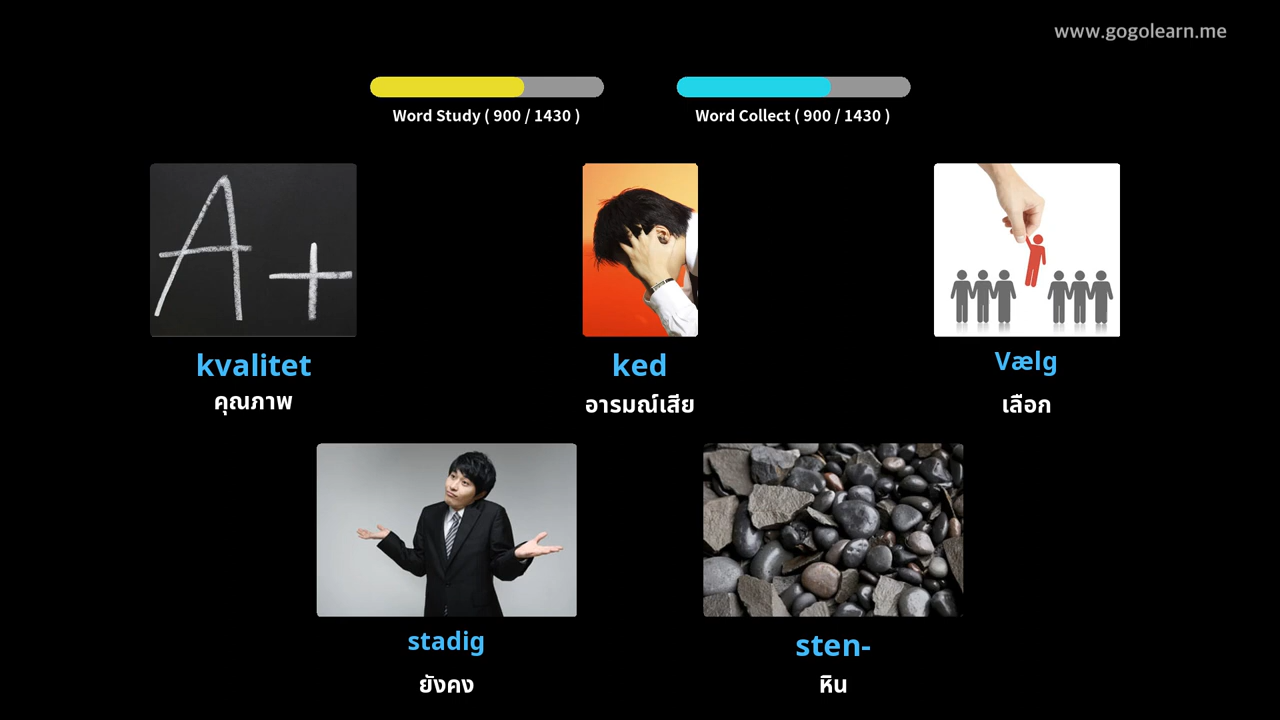 www.gogolearn.me
Word Study ( 900 / 1430 )
Word Collect ( 900 / 1430 )
A+
kvalitet
คุณภาพ
ked
อารมณ์เสีย
Vælg
เลือก
stadig
ยังคง
sten-
หิน